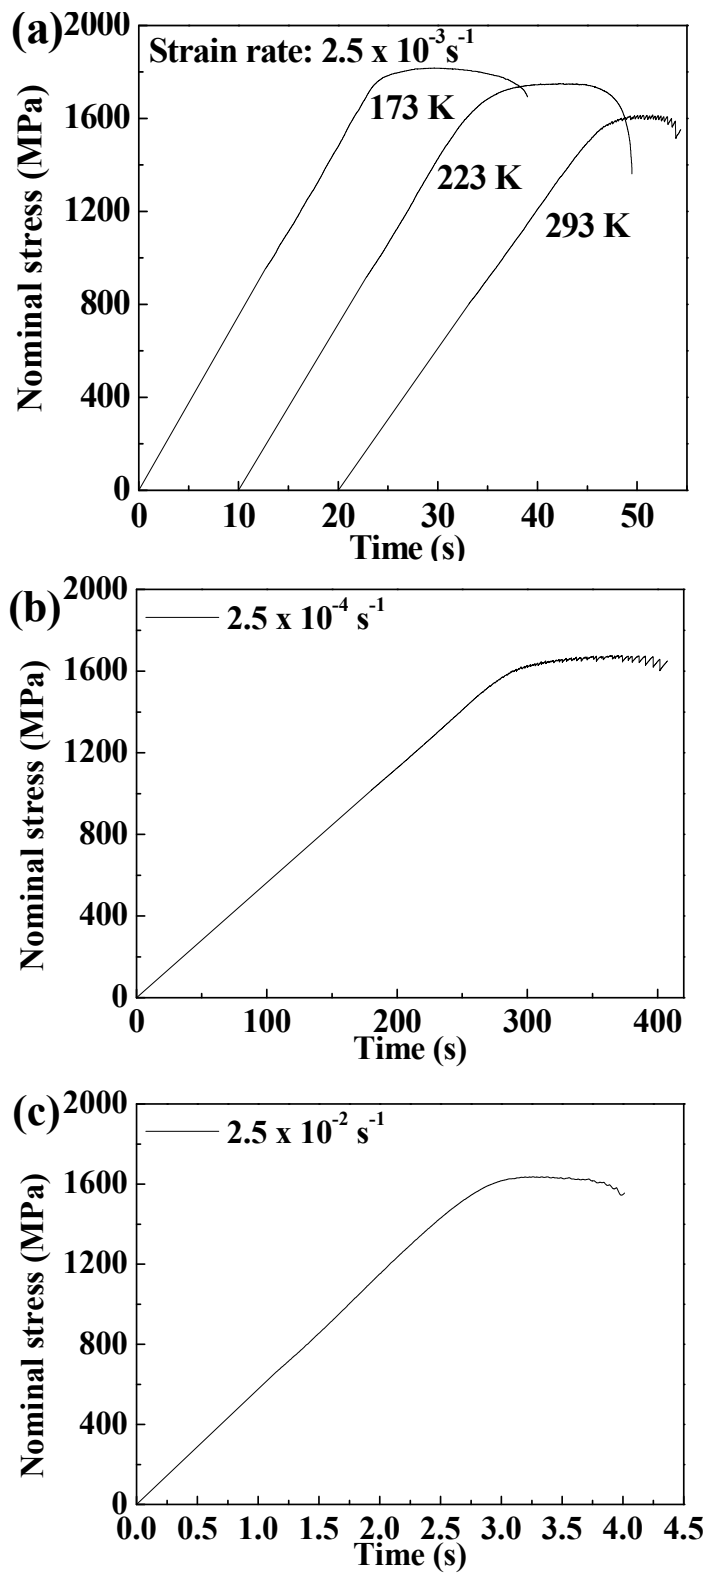 (a)
Strain rate: 2.5 x 10⁻³s⁻¹
173 K
223 K
293 K
Nominal stress (MPa)
2000
1600
1200
800
400
0
0 10 20 30 40 50
Time (s)
(b)
2.5 x 10⁻⁴ s⁻¹
Nominal stress (MPa)
2000
1600
1200
800
400
0
0 100 200 300 400
Time (s)
(c)
2.5 x 10⁻² s⁻¹
Nominal stress (MPa)
2000
1600
1200
800
400
0
0.0 0.5 1.0 1.5 2.0 2.5 3.0 3.5 4.0 4.5
Time (s)